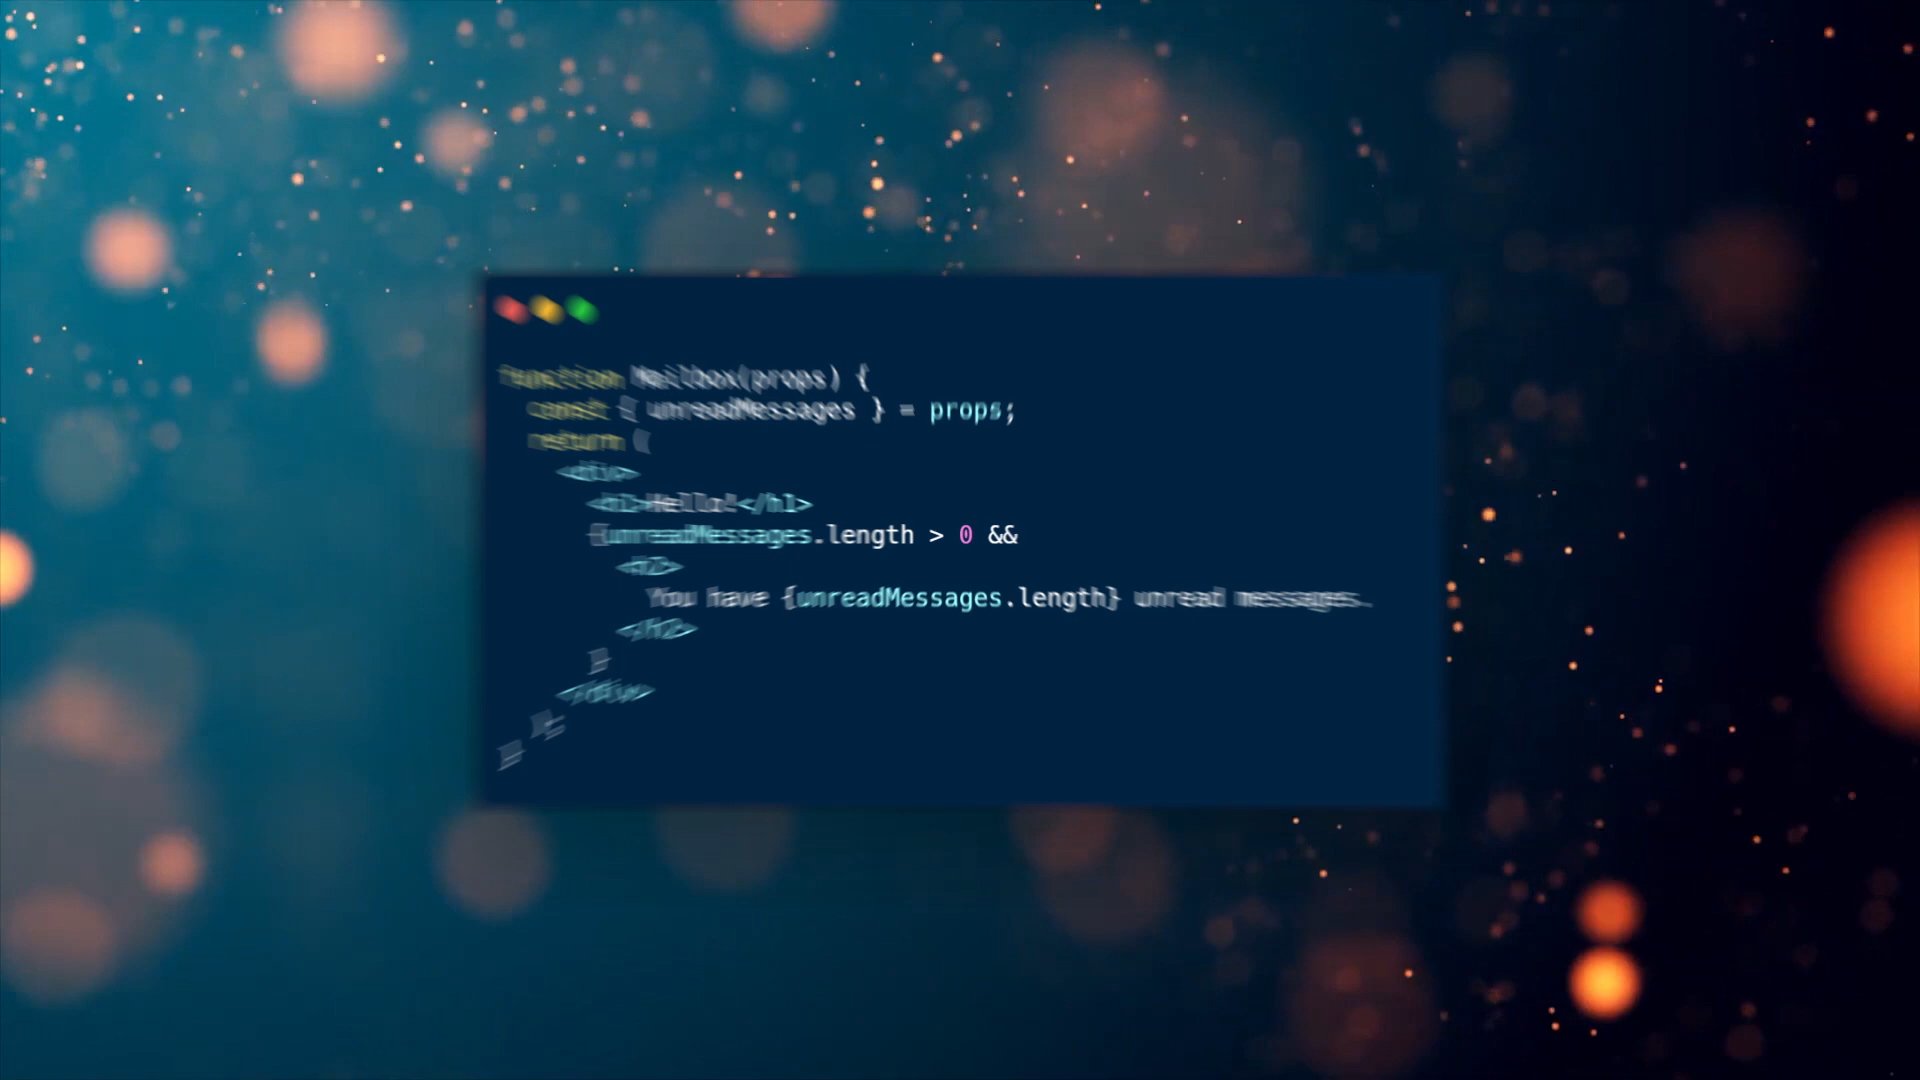 function Mailbox(props) {
const { unreadMessages } = props;
return (
<div>
<h1>Hello!</h1>
{unreadMessages.length > 0 &&
<h2>
You have {unreadMessages.length} unread messages.
</h2>
}
</div>
);
}